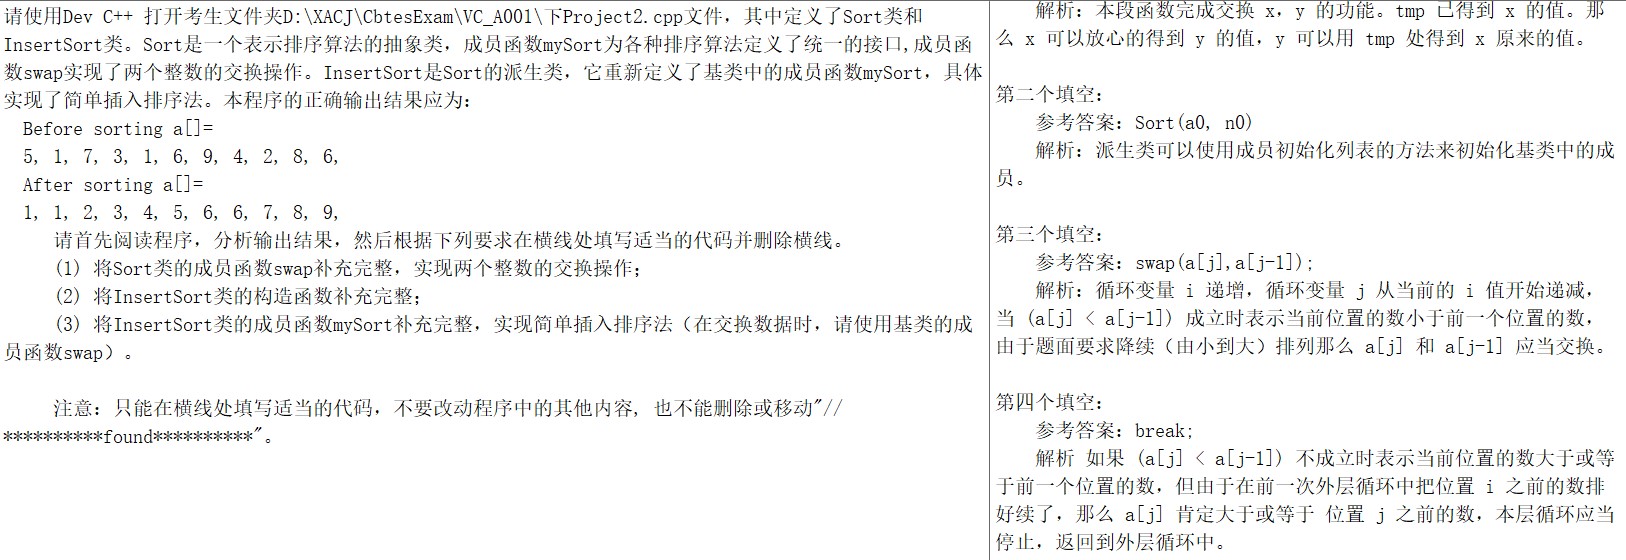 请使用Dev C++ 打开考生文件夹D:\XACJ\CbtesExam\VC_A001\下Project2.cpp文件，其中定义了Sort类和
InsertSort类。Sort是一个表示排序算法的抽象类，成员函数mySort为各种排序算法定义了统一的接口,成员函
数swap实现了两个整数的交换操作。InsertSort是Sort的派生类，它重新定义了基类中的成员函数mySort，具体
实现了简单插入排序法。本程序的正确输出结果应为：
Before sorting a[]=
5, 1, 7, 3, 1, 6, 9, 4, 2, 8, 6,
After sorting a[]=
1, 1, 2, 3, 4, 5, 6, 6, 7, 8, 9,
请首先阅读程序，分析输出结果，然后根据下列要求在横线处填写适当的代码并删除横线。
(1) 将Sort类的成员函数swap补充完整，实现两个整数的交换操作；
(2) 将InsertSort类的构造函数补充完整；
(3) 将InsertSort类的成员函数mySort补充完整，实现简单插入排序法（在交换数据时，请使用基类的成
员函数swap）。
注意：只能在横线处填写适当的代码，不要改动程序中的其他内容, 也不能删除或移动"//
**********found**********"。
解析：本段函数完成交换 x，y 的功能。tmp 已得到 x 的值。那
么 x 可以放心的得到 y 的值，y 可以用 tmp 处得到 x 原来的值。
第二个填空：
参考答案：Sort(a0, n0)
解析：派生类可以使用成员初始化列表的方法来初始化基类中的成
员。
第三个填空：
参考答案：swap(a[j],a[j-1]);
解析：循环变量 i 递增，循环变量 j 从当前的 i 值开始递减，
当 (a[j] < a[j-1]) 成立时表示当前位置的数小于前一个位置的数，
由于题面要求降续（由小到大）排列那么 a[j] 和 a[j-1] 应当交换。
第四个填空：
参考答案：break;
解析 如果 (a[j] < a[j-1]) 不成立时表示当前位置的数大于或等
于前一个位置的数，但由于在前一次外层循环中把位置 i 之前的数排
好续了，那么 a[j] 肯定大于或等于 位置 j 之前的数，本层循环应当
停止，返回到外层循环中。